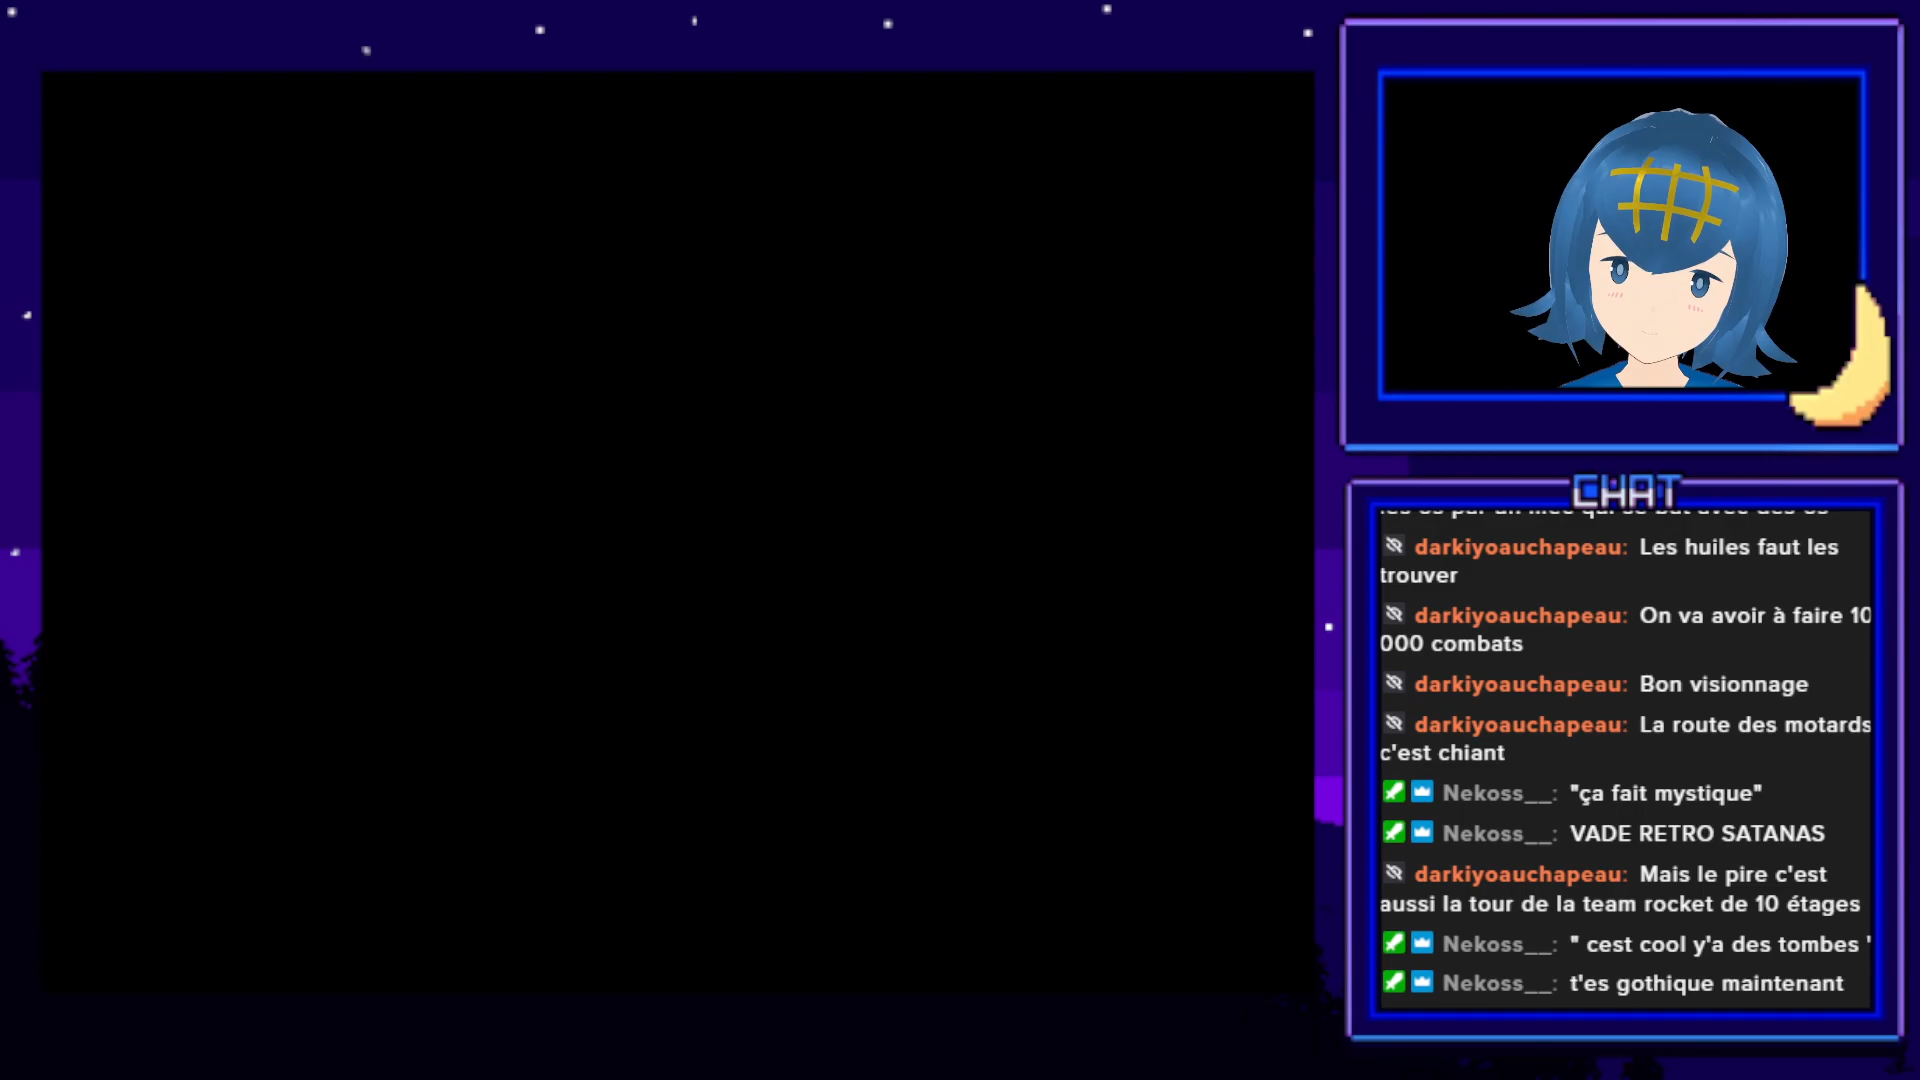 CHAT
darkiyoauchapeau: Les huiles faut les
trouver
darkiyoauchapeau: On va avoir à faire 10
000 combats
darkiyoauchapeau: Bon visionnage
darkiyoauchapeau: La route des motards
c'est chiant
Nekoss__: "ça fait mystique"
Nekoss__: VADE RETRO SATANAS
darkiyoauchapeau: Mais le pire c'est
aussi la tour de la team rocket de 10 étages
Nekoss__: " cest cool y'a des tombes "
Nekoss__: t'es gothique maintenant